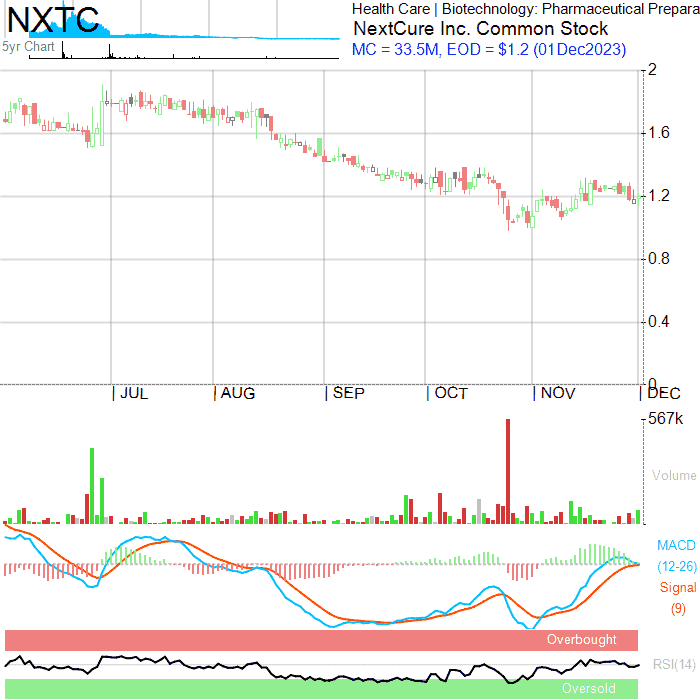 NXTC
5yr Chart
Health Care | Biotechnology: Pharmaceutical Prepara
NextCure Inc. Common Stock
MC = 33.5M, EOD = $1.2 (01Dec2023)
2
1.6
1.2
0.8
0.4
0
| JUL | AUG | SEP | OCT | NOV | DEC
567k
Volume
MACD
(12-26)
Signal
(9)
Overbought
RSI(14)
Oversold